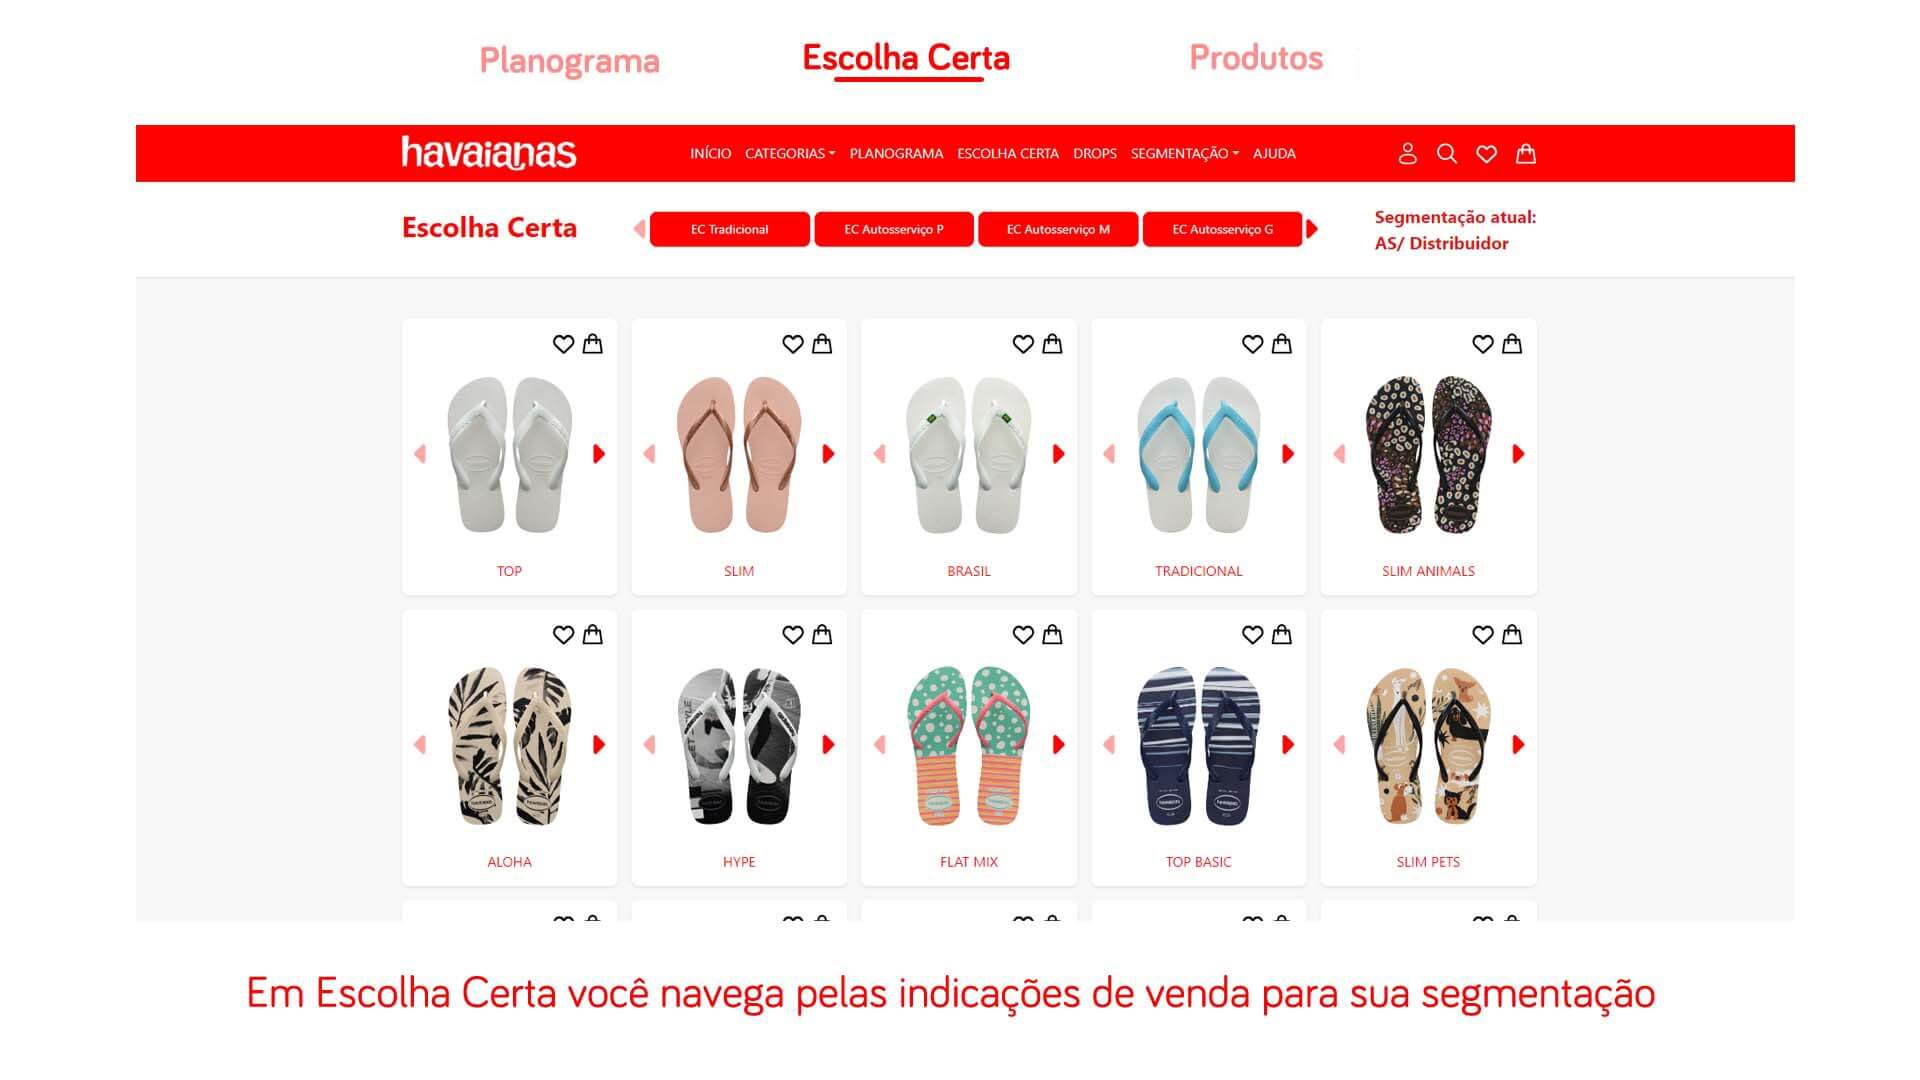 Planograma
Escolha Certa
Produtos
havaianas
INÍCIO CATEGORIAS PLANOGRAMA ESCOLHA CERTA DROPS SEGMENTAÇÃO AJUDA
Escolha Certa
EC Tradicional
EC Autosserviço P
EC Autosserviço M
EC Autosserviço G
Segmentação atual:
AS/ Distribuidor
TOP
SLIM
BRASIL
TRADICIONAL
SLIM ANIMALS
ALOHA
HYPE
FLAT MIX
TOP BASIC
SLIM PETS
Em Escolha Certa você navega pelas indicações de venda para sua segmentação